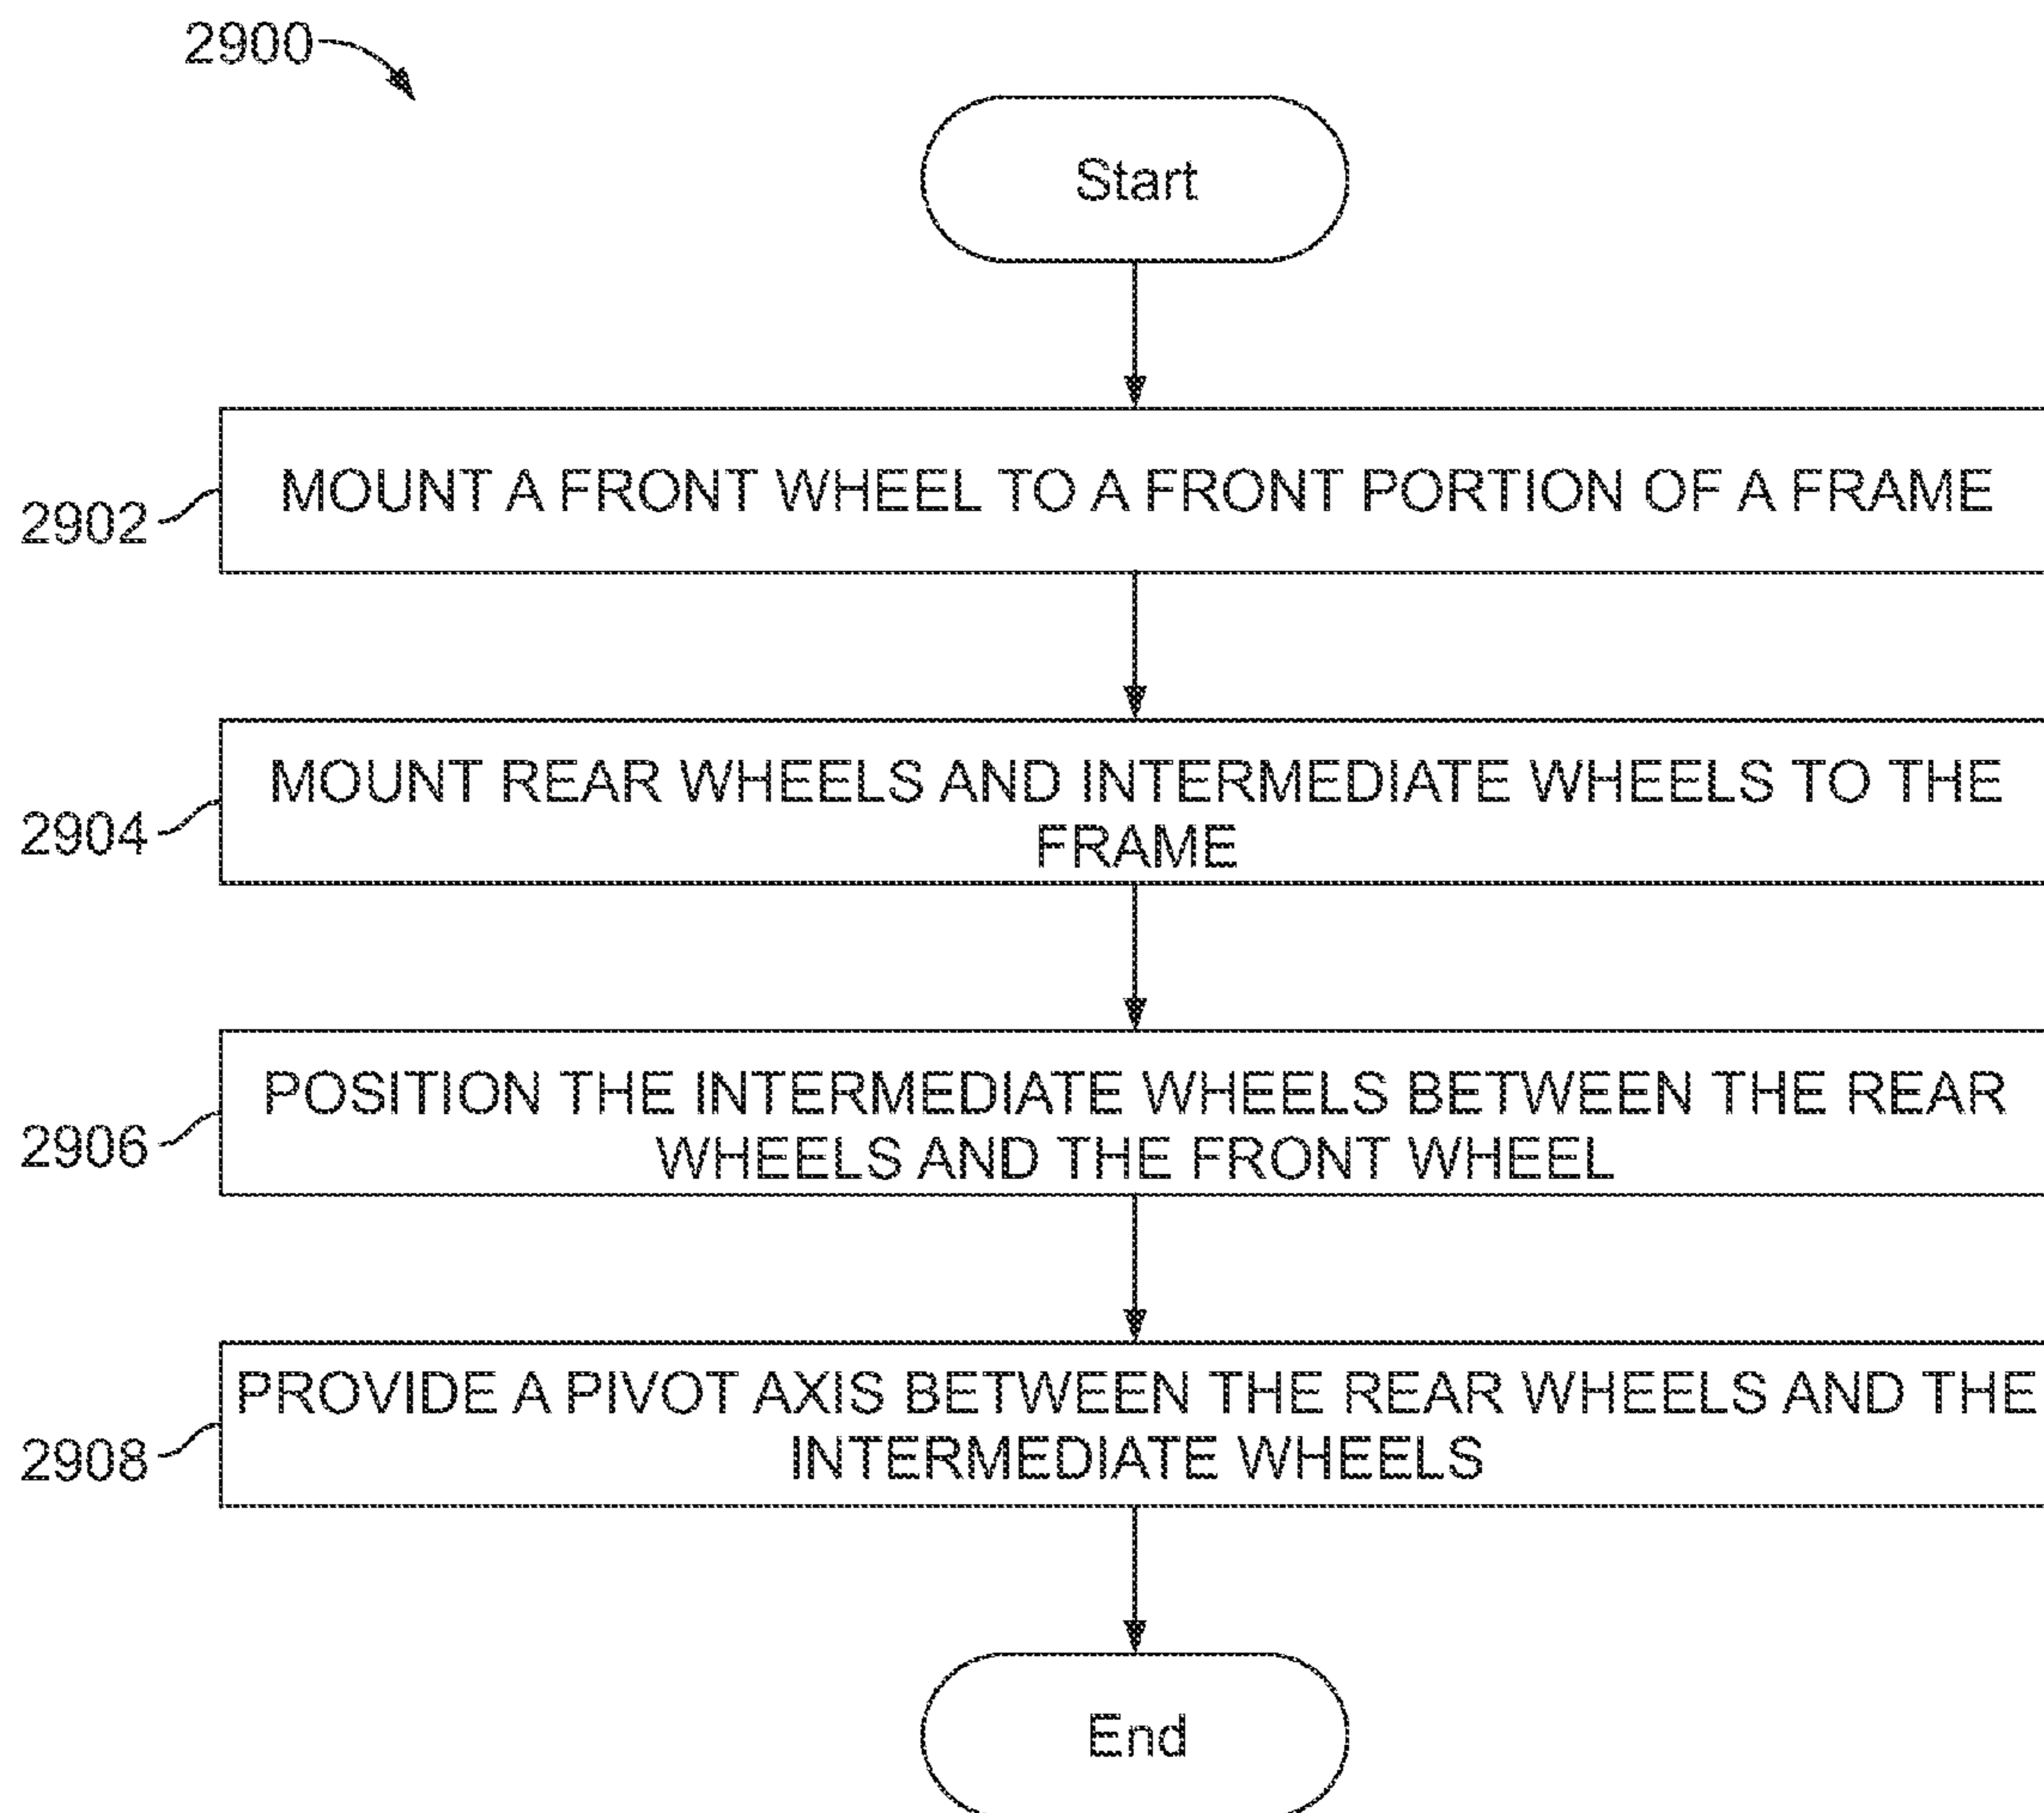 2900
Start
MOUNT A FRONT WHEEL TO A FRONT PORTION OF A FRAME
2902
MOUNT REAR WHEELS AND INTERMEDIATE WHEELS TO THE
FRAME
2904
POSITION THE INTERMEDIATE WHEELS BETWEEN THE REAR
WHEELS AND THE FRONT WHEEL
2906
PROVIDE A PIVOT AXIS BETWEEN THE REAR WHEELS AND THE
INTERMEDIATE WHEELS
2908
End